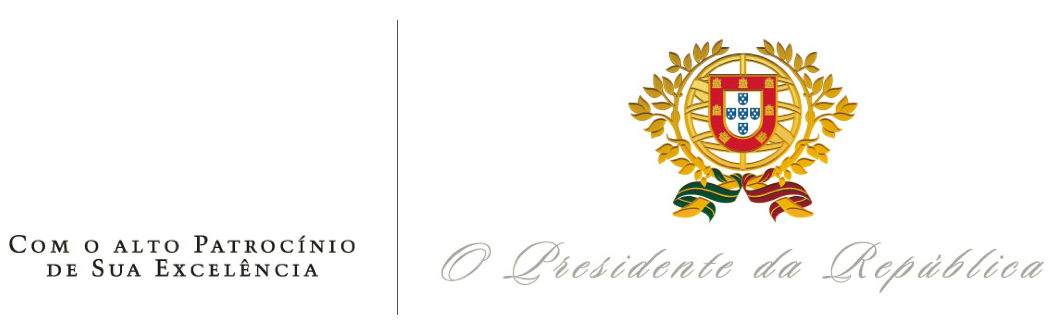 Com o alto Patrocínio
de Sua Excelência
O Presidente da República